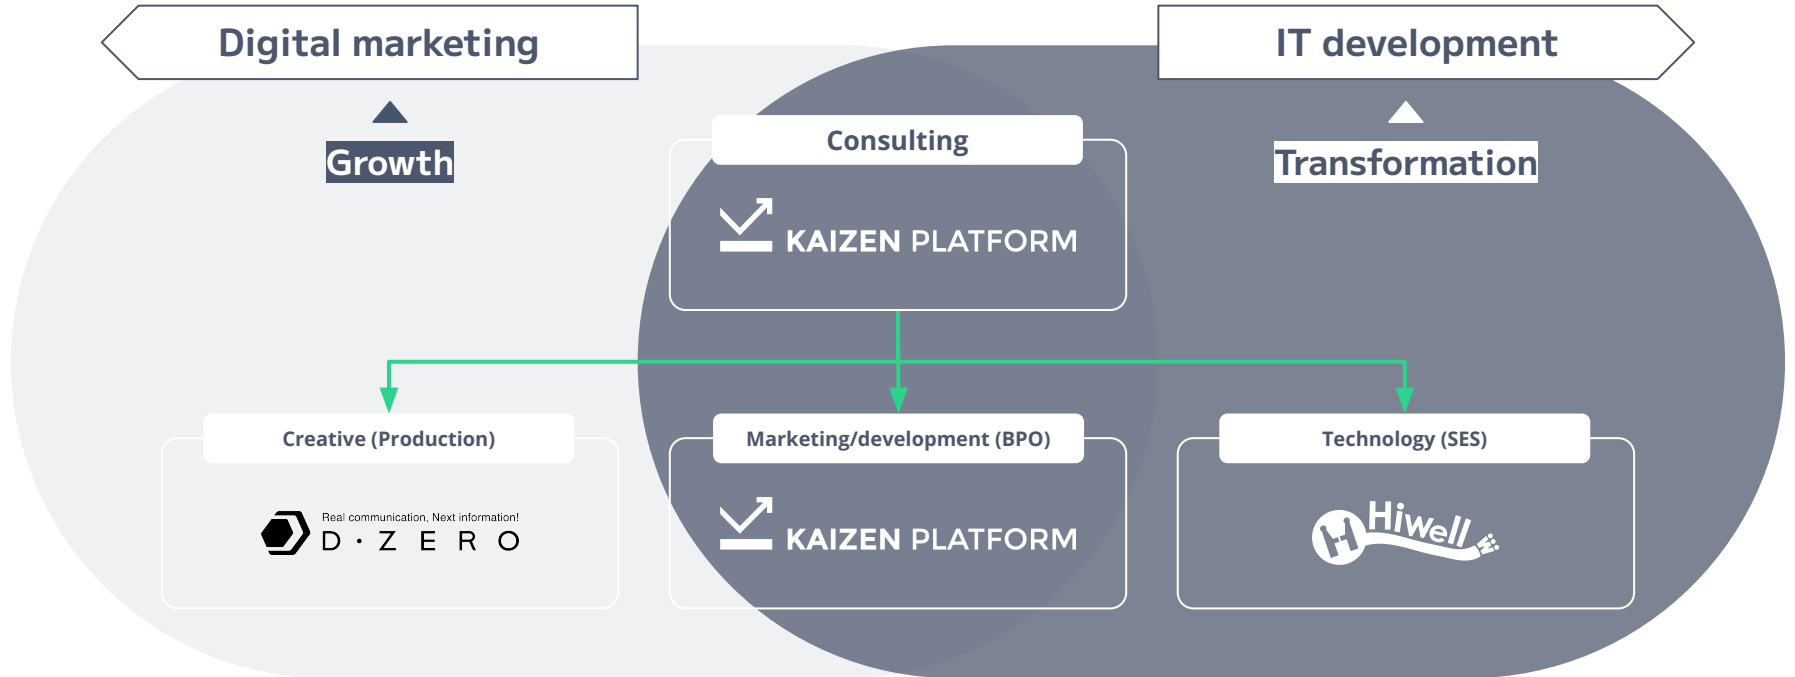 Digital marketing
IT development
Growth
Transformation
Consulting
KAIZEN PLATFORM
Creative (Production)
Marketing/development (BPO)
Technology (SES)
Real communication, Next information!
D・ZERO
KAIZEN PLATFORM
Hiwell